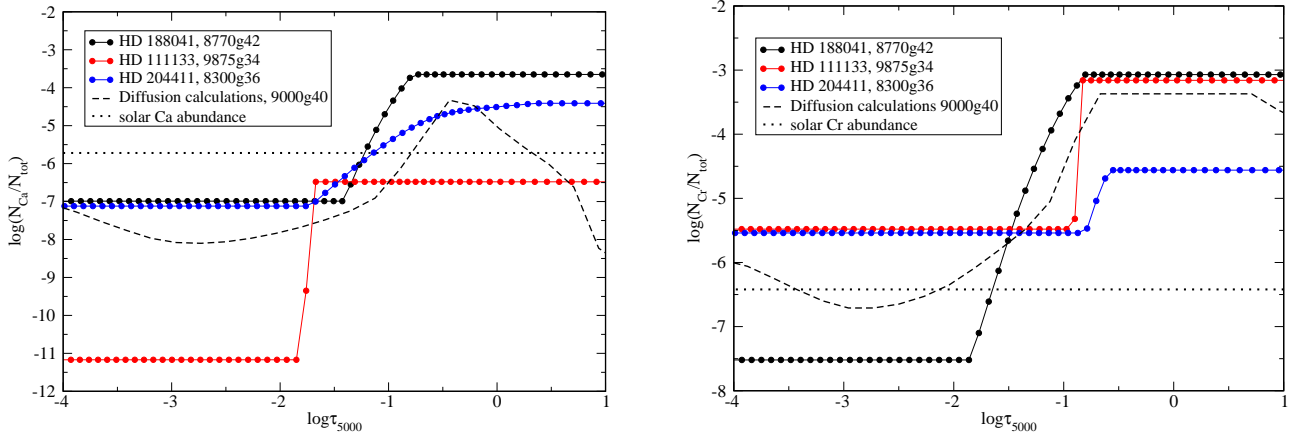 -2
-3
-4
-5
-6
-7
-8
-9
-10
-11
-12
log(N_Ca/N_tot)
HD 188041, 8770g42
HD 111133, 9875g34
HD 204411, 8300g36
Diffusion calculations, 9000g40
solar Ca abundance
-4 -3 -2 -1 0 1
logτ_5000
-2
-3
-4
-5
-6
-7
-8
log(N_Cr/N_tot)
HD 188041, 8770g42
HD 111133, 9875g34
HD 204411, 8300g36
Diffusion calculations 9000g40
solar Cr abundance
-4 -3 -2 -1 0 1
logτ_5000